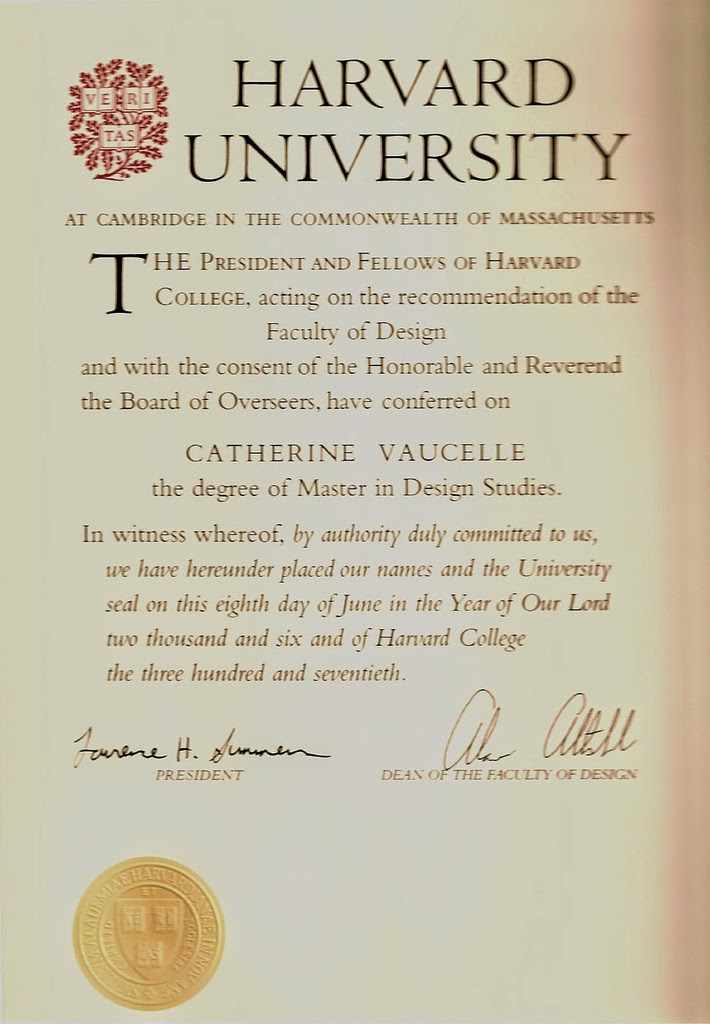 VE RI
TAS
HARVARD
UNIVERSITY
AT CAMBRIDGE IN THE COMMONWEALTH OF MASSACHUSETTS
THE PRESIDENT AND FELLOWS OF HARVARD
COLLEGE, acting on the recommendation of the
Faculty of Design
and with the consent of the Honorable and Reverend
the Board of Overseers, have conferred on
CATHERINE VAUCELLE
the degree of Master in Design Studies.
In witness whereof, by authority duly committed to us,
we have hereunder placed our names and the University
seal on this eighth day of June in the Year of Our Lord
two thousand and six and of Harvard College
the three hundred and seventieth.
Lawrence H. Summers
PRESIDENT
Alan Altshuler
DEAN OF THE FACULTY OF DESIGN
ET